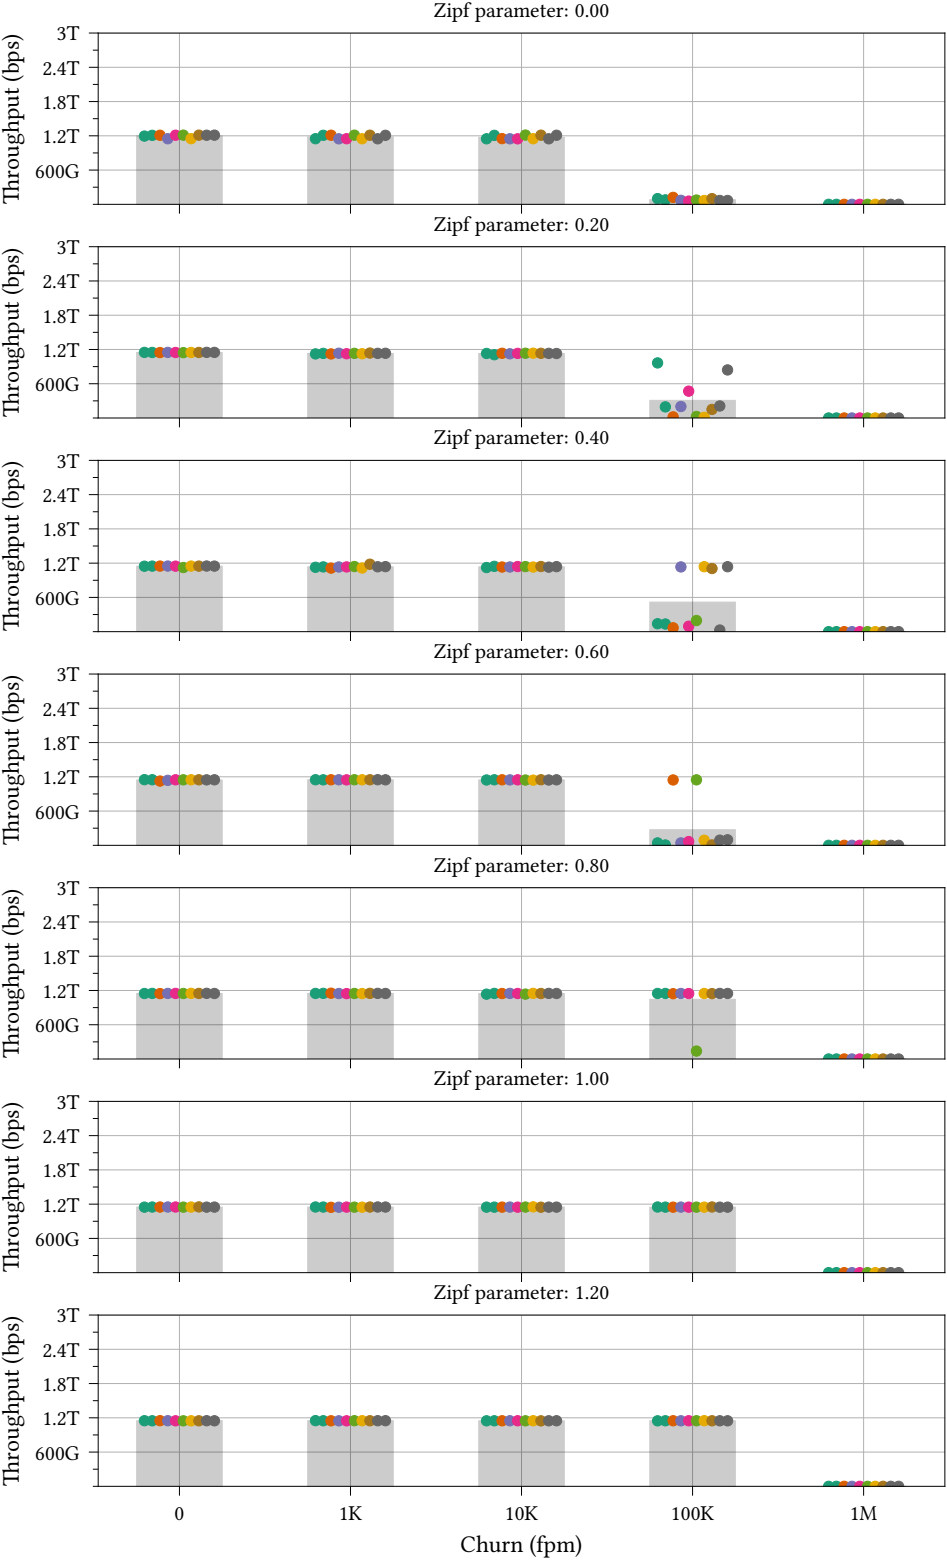 Zipf parameter: 0.00
3T
2.4T
1.8T
1.2T
600G
Throughput (bps)
Zipf parameter: 0.20
3T
2.4T
1.8T
1.2T
600G
Throughput (bps)
Zipf parameter: 0.40
3T
2.4T
1.8T
1.2T
600G
Throughput (bps)
Zipf parameter: 0.60
3T
2.4T
1.8T
1.2T
600G
Throughput (bps)
Zipf parameter: 0.80
3T
2.4T
1.8T
1.2T
600G
Throughput (bps)
Zipf parameter: 1.00
3T
2.4T
1.8T
1.2T
600G
Throughput (bps)
Zipf parameter: 1.20
3T
2.4T
1.8T
1.2T
600G
Throughput (bps)
0 1K 10K 100K 1M
Churn (fpm)